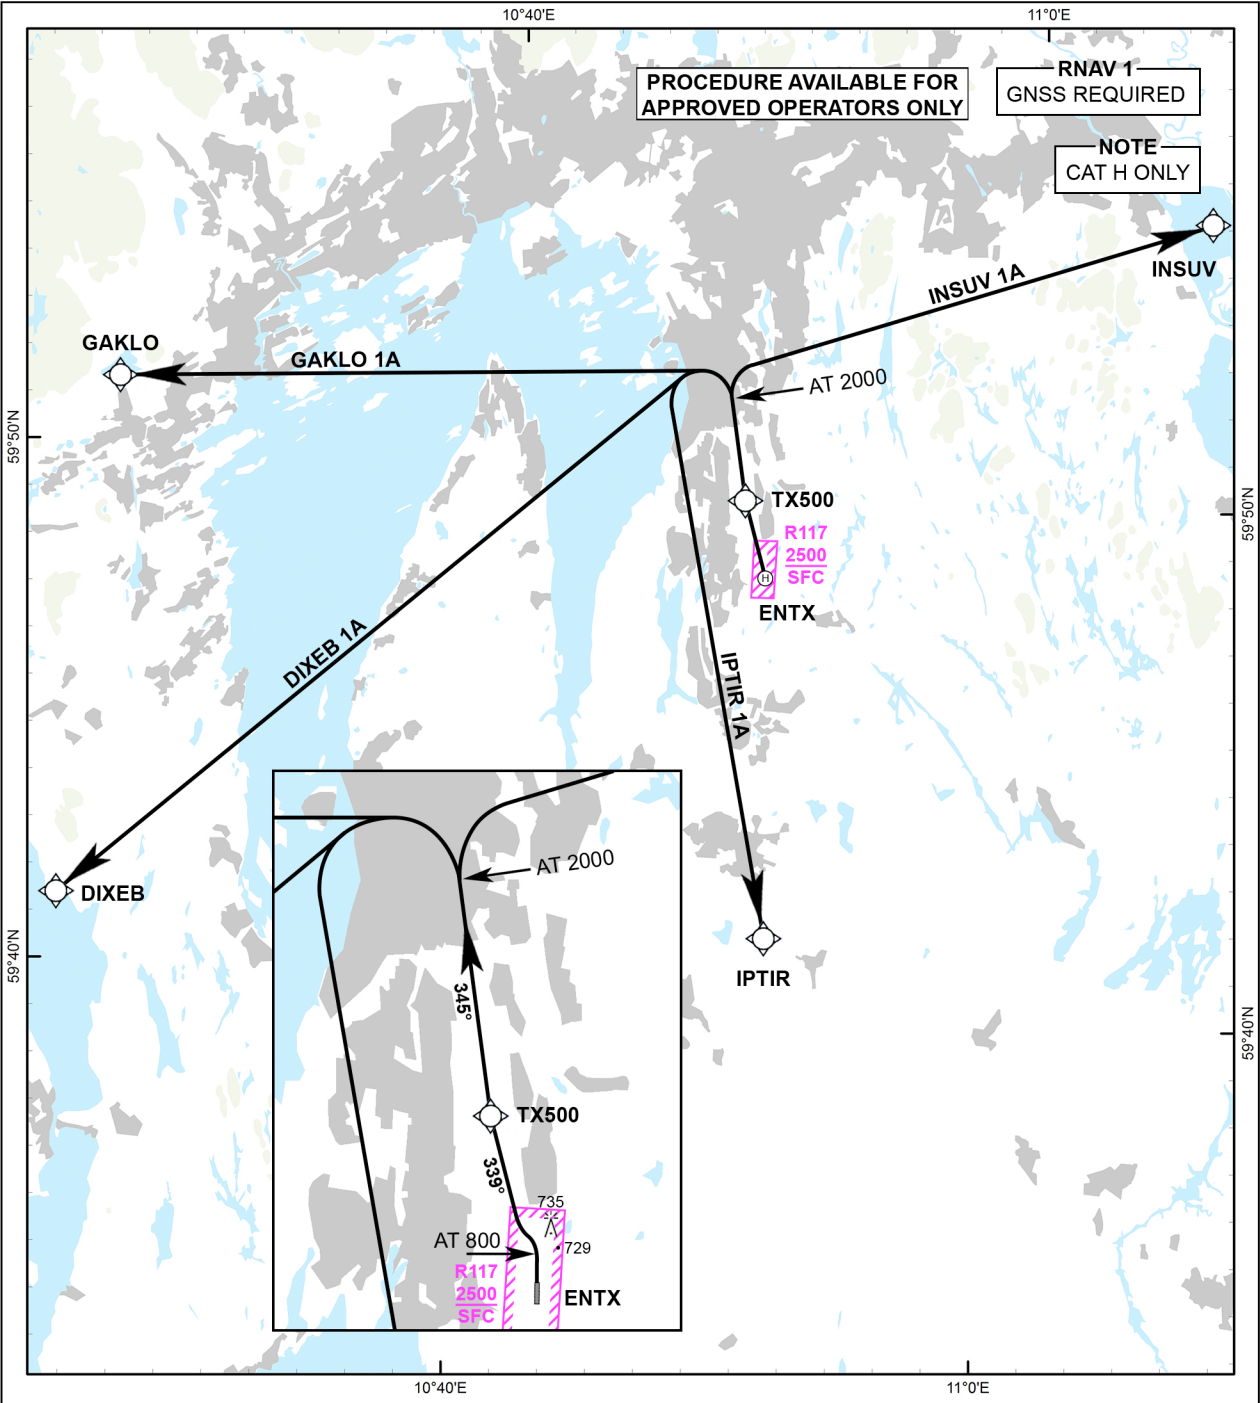 10°40'E
11°0'E
PROCEDURE AVAILABLE FOR
APPROVED OPERATORS ONLY
RNAV 1
GNSS REQUIRED
NOTE
CAT H ONLY
INSUV
INSUV 1A
GAKLO
GAKLO 1A
AT 2000
59°50'N
TX500
59°50'N
R117
2500
SFC
H
ENTX
DIXEB 1A
IPTIR 1A
DIXEB
AT 2000
59°40'N
IPTIR
345°
59°40'N
TX500
339°
735
AT 800
729
R117
2500
SFC
ENTX
10°40'E
11°0'E